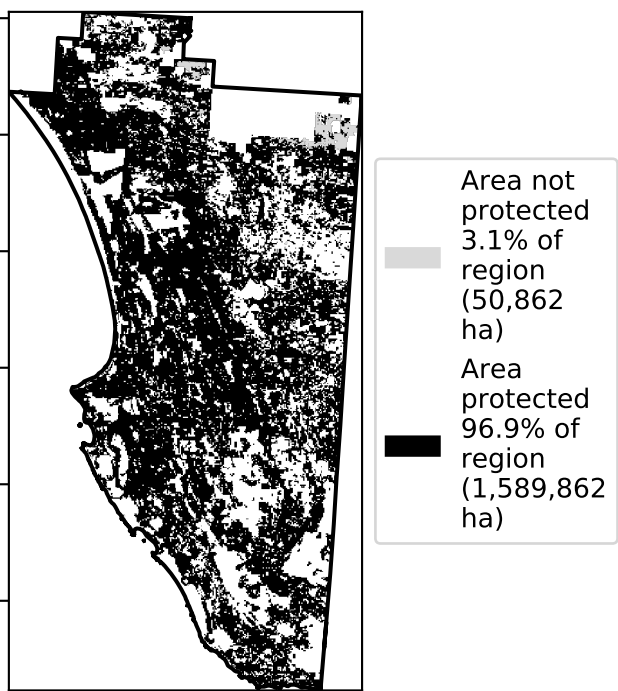 Area not
protected
3.1% of
region
(50,862
ha)
Area
protected
96.9% of
region
(1,589,862
ha)